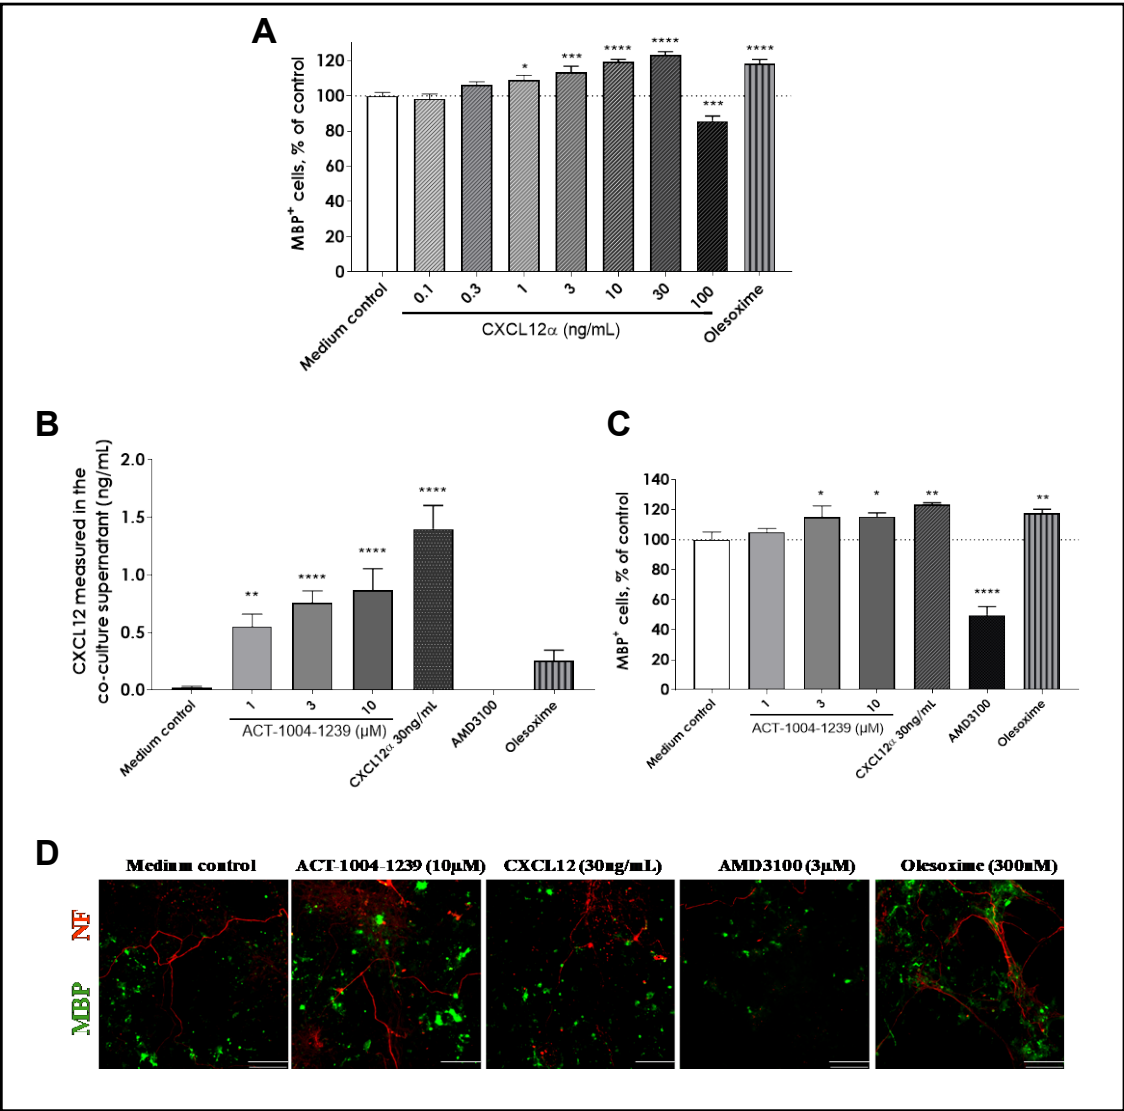 A
MBP⁺ cells, % of control
120
100
80
60
40
20
0
* *** **** **** *** ****
Medium control 0.1 0.3 1 3 10 30 100 Olesoxime
CXCL12α (ng/mL)
B
CXCL12 measured in the
co-culture supernatant (ng/mL)
2.0
1.5
1.0
0.5
0.0
** **** **** ****
Medium control 1 3 10 CXCL12α 30ng/mL AMD3100 Olesoxime
ACT-1004-1239 (μM)
C
MBP⁺ cells, % of control
140
120
100
80
60
40
20
0
* * ** **** **
Medium control 1 3 10 CXCL12α 30ng/mL AMD3100 Olesoxime
ACT-1004-1239 (μM)
D
Medium control ACT-1004-1239 (10μM) CXCL12 (30ng/mL) AMD3100 (3μM) Olesoxime (300nM)
MBP NF